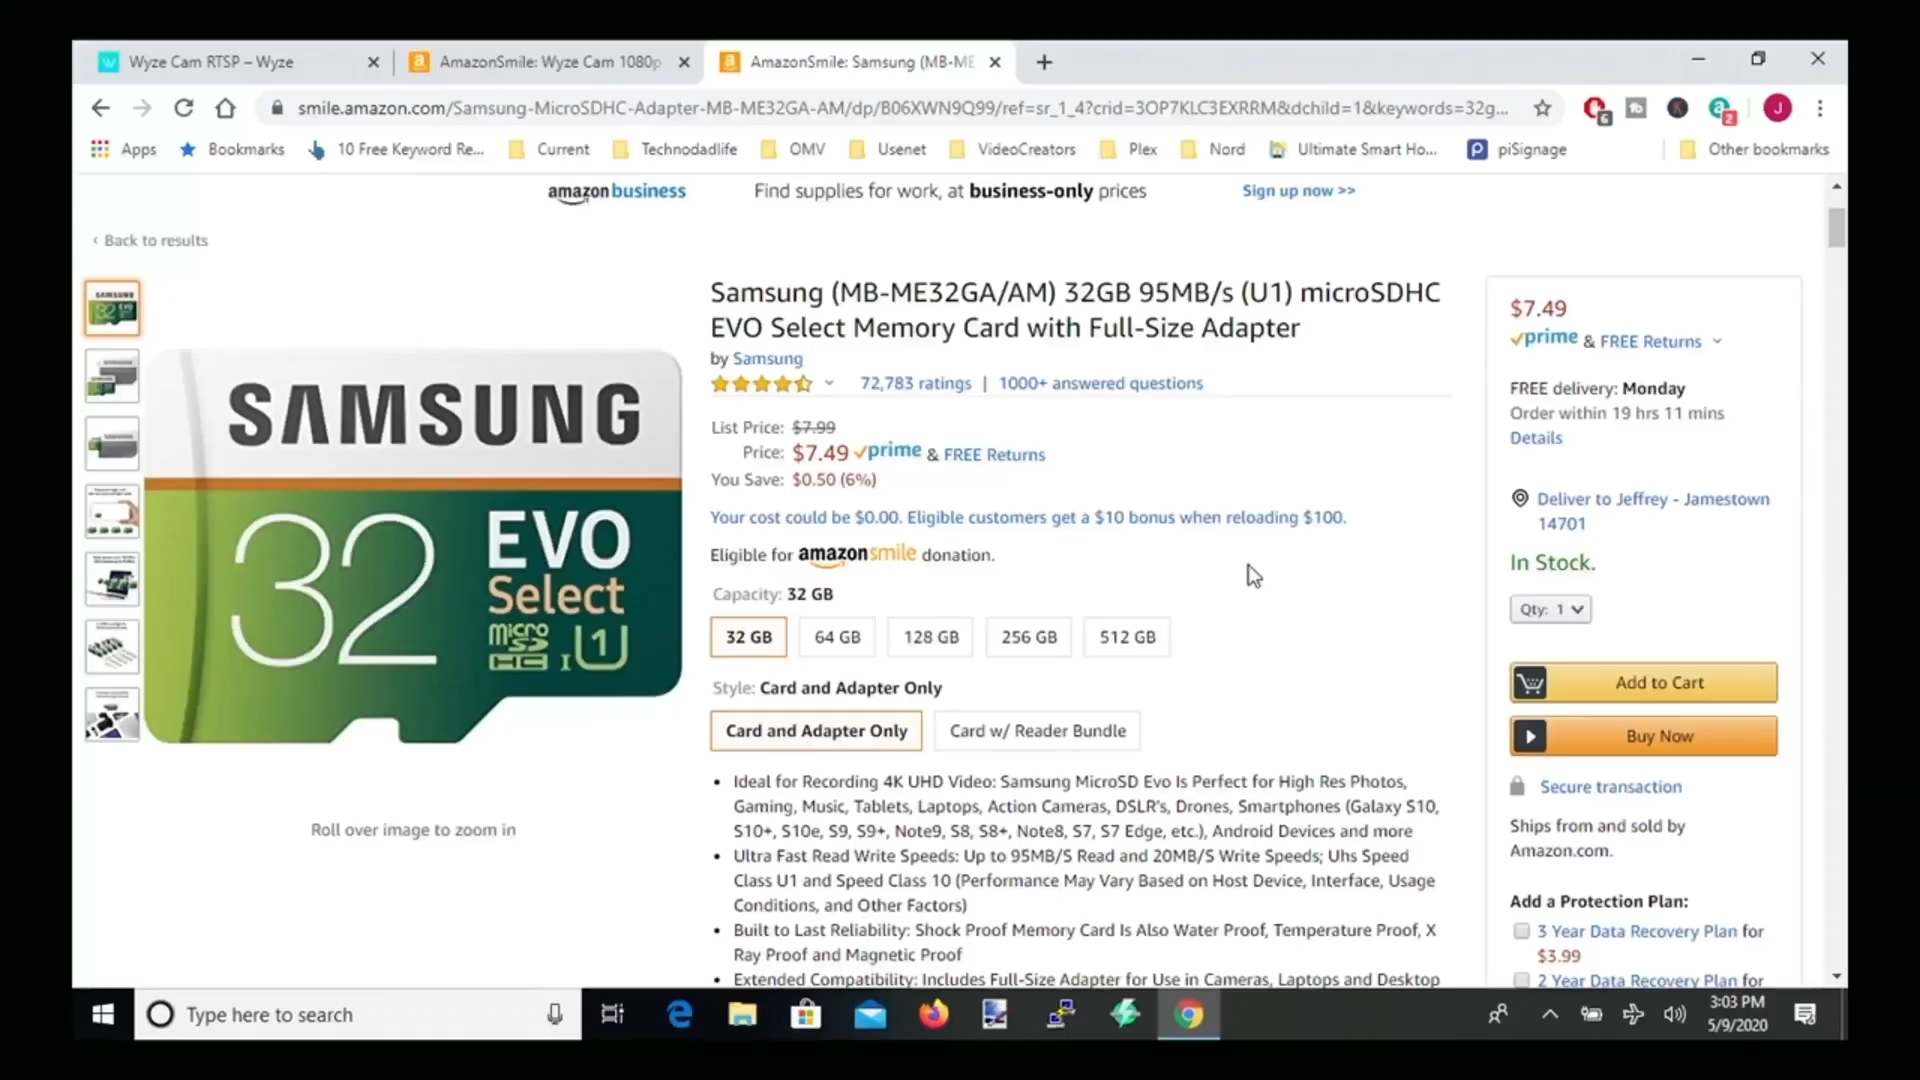 Wyze Cam RTSP – Wyze
AmazonSmile: Wyze Cam 1080p
AmazonSmile: Samsung (MB-ME
smile.amazon.com/Samsung-MicroSDHC-Adapter-MB-ME32GA-AM/dp/B06XWN9Q99/ref=sr_1_4?crid=3OP7KLC3EXRRM&dchild=1&keywords=32g...
6
2
J
Apps
Bookmarks
10 Free Keyword Re...
Current
Technodadlife
OMV
Usenet
VideoCreators
Plex
Nord
Ultimate Smart Ho...
piSignage
Other bookmarks
amazonbusiness
Find supplies for work, at business-only prices
Sign up now >>
‹ Back to results
SAMSUNG
32
EVO
Select
micro
SD
HC I U1
Roll over image to zoom in
Samsung (MB-ME32GA/AM) 32GB 95MB/s (U1) microSDHC
EVO Select Memory Card with Full-Size Adapter
by Samsung
72,783 ratings | 1000+ answered questions
List Price: $7.99
Price: $7.49 prime & FREE Returns
You Save: $0.50 (6%)
Your cost could be $0.00. Eligible customers get a $10 bonus when reloading $100.
Eligible for amazonsmile donation.
Capacity: 32 GB
32 GB
64 GB
128 GB
256 GB
512 GB
Style: Card and Adapter Only
Card and Adapter Only
Card w/ Reader Bundle
• Ideal for Recording 4K UHD Video: Samsung MicroSD Evo Is Perfect for High Res Photos,
Gaming, Music, Tablets, Laptops, Action Cameras, DSLR's, Drones, Smartphones (Galaxy S10,
S10+, S10e, S9, S9+, Note9, S8, S8+, Note8, S7, S7 Edge, etc.), Android Devices and more
• Ultra Fast Read Write Speeds: Up to 95MB/S Read and 20MB/S Write Speeds; Uhs Speed
Class U1 and Speed Class 10 (Performance May Vary Based on Host Device, Interface, Usage
Conditions, and Other Factors)
• Built to Last Reliability: Shock Proof Memory Card Is Also Water Proof, Temperature Proof, X
Ray Proof and Magnetic Proof
• Extended Compatibility: Includes Full-Size Adapter for Use in Cameras, Laptops and Desktop
$7.49
prime & FREE Returns
FREE delivery: Monday
Order within 19 hrs 11 mins
Details
Deliver to Jeffrey - Jamestown
14701
In Stock.
Qty: 1
Add to Cart
Buy Now
Secure transaction
Ships from and sold by
Amazon.com.
Add a Protection Plan:
3 Year Data Recovery Plan for
$3.99
2 Year Data Recovery Plan for
Type here to search
3:03 PM
5/9/2020